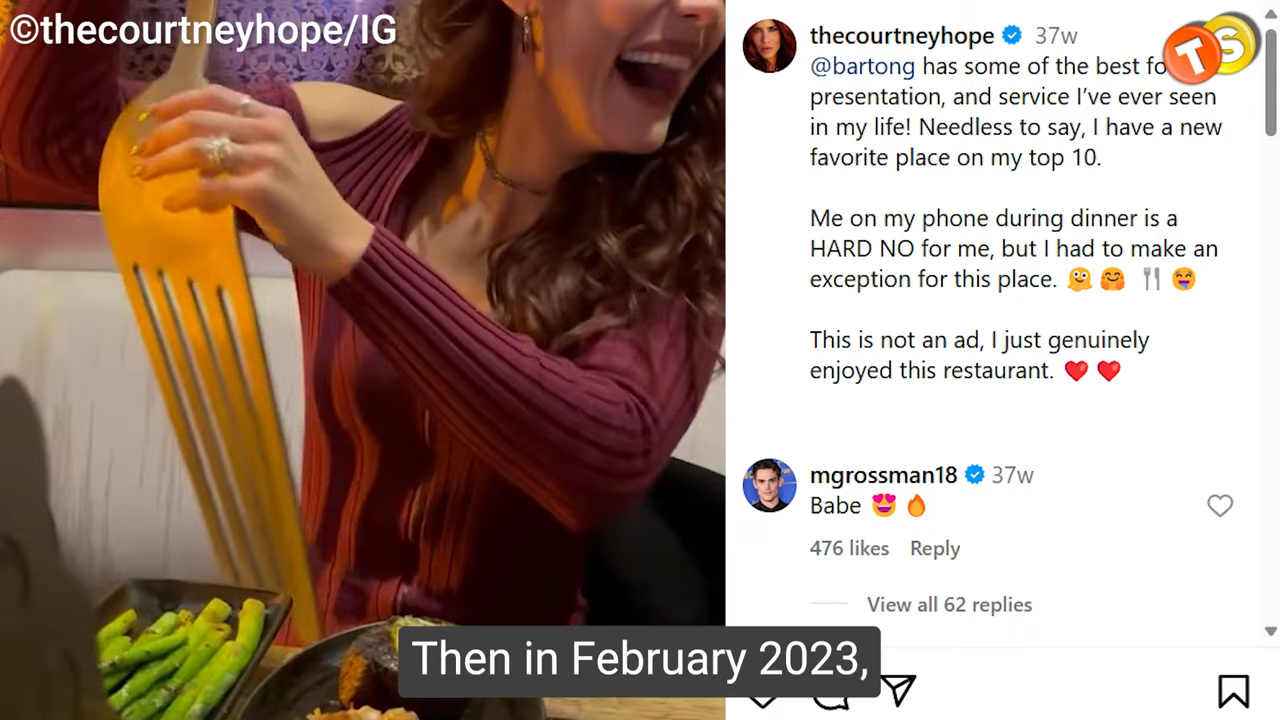 ©thecourtneyhope/IG
thecourtneyhope 37w
TS
@bartong has some of the best fo
presentation, and service I've ever seen
in my life! Needless to say, I have a new
favorite place on my top 10.
Me on my phone during dinner is a
HARD NO for me, but I had to make an
exception for this place. 🫠 🤗 🍴 😝
This is not an ad, I just genuinely
enjoyed this restaurant. ❤️ ❤️
mgrossman18 37w
Babe 😍 🔥
476 likes Reply
View all 62 replies
Then in February 2023,